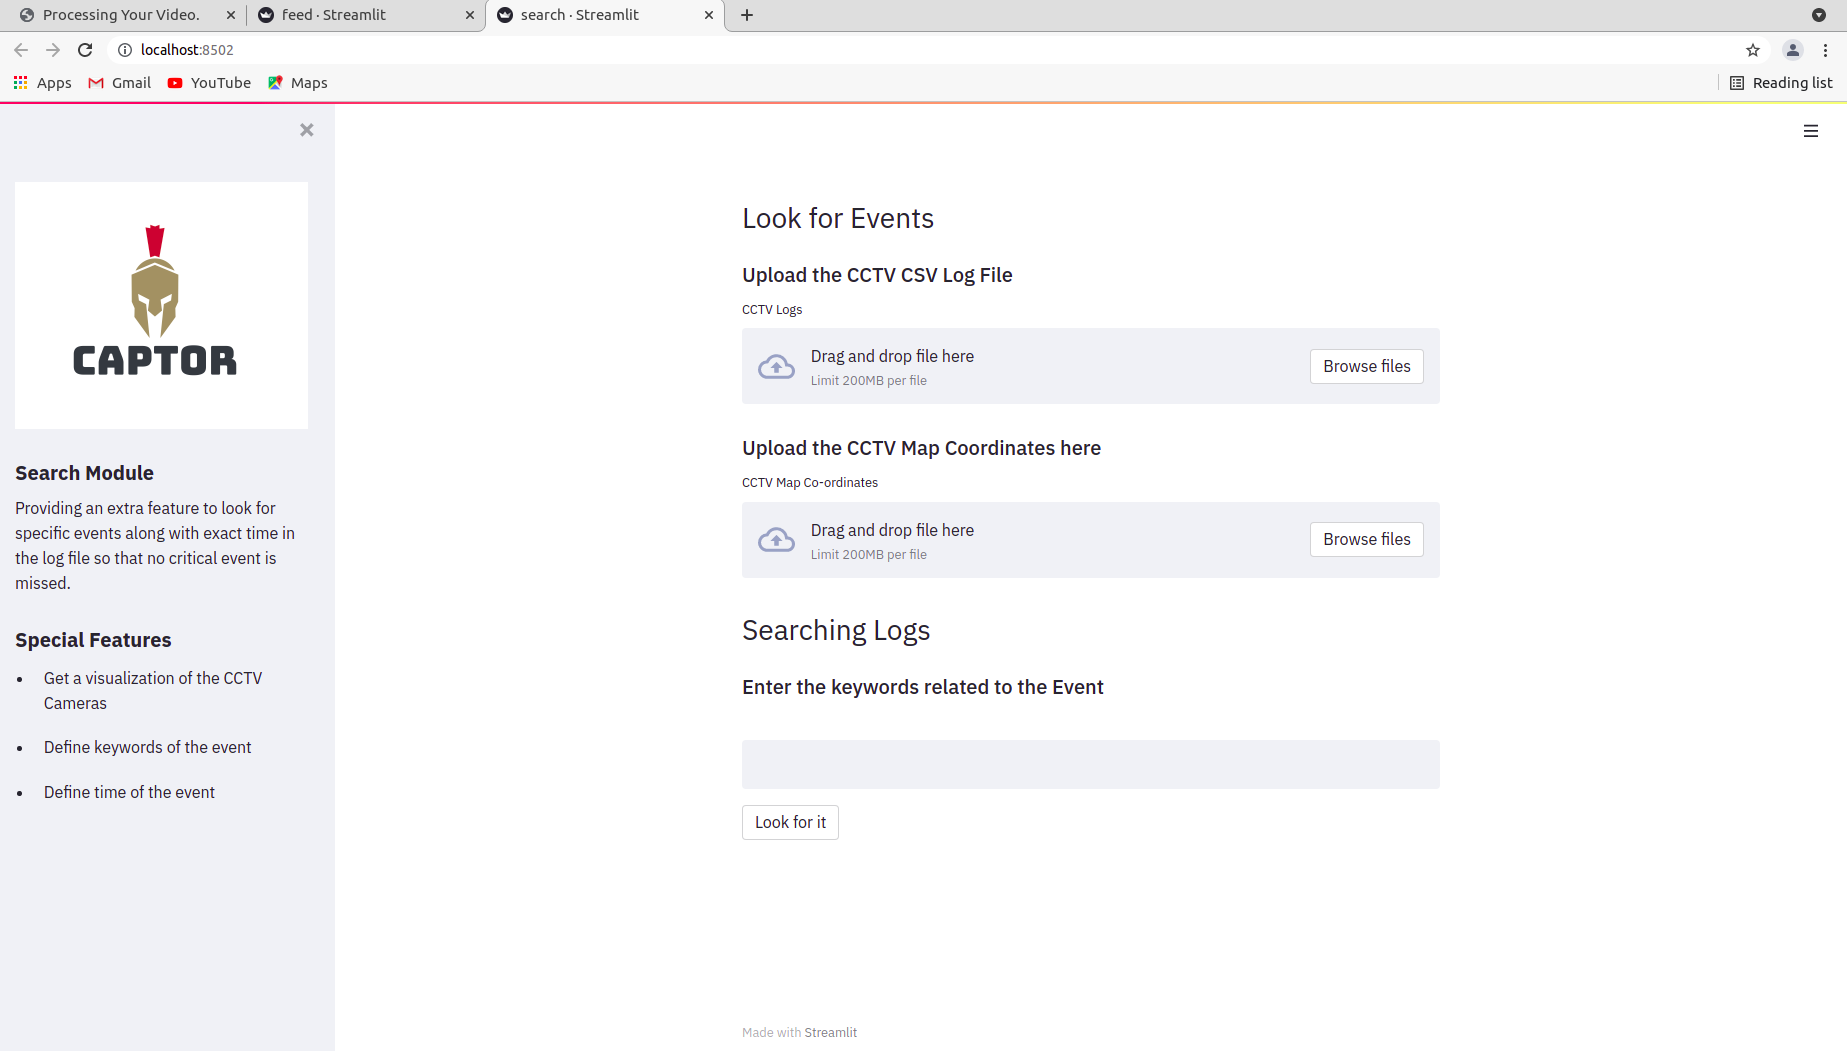 Processing Your Video.
feed · Streamlit
search · Streamlit
localhost:8502
Apps
Gmail
YouTube
Maps
Reading list
CAPTOR
Search Module
Providing an extra feature to look for
specific events along with exact time in
the log file so that no critical event is
missed.
Special Features
Get a visualization of the CCTV
Cameras
Define keywords of the event
Define time of the event
Look for Events
Upload the CCTV CSV Log File
CCTV Logs
Drag and drop file here
Limit 200MB per file
Browse files
Upload the CCTV Map Coordinates here
CCTV Map Co-ordinates
Drag and drop file here
Limit 200MB per file
Browse files
Searching Logs
Enter the keywords related to the Event
Look for it
Made with Streamlit